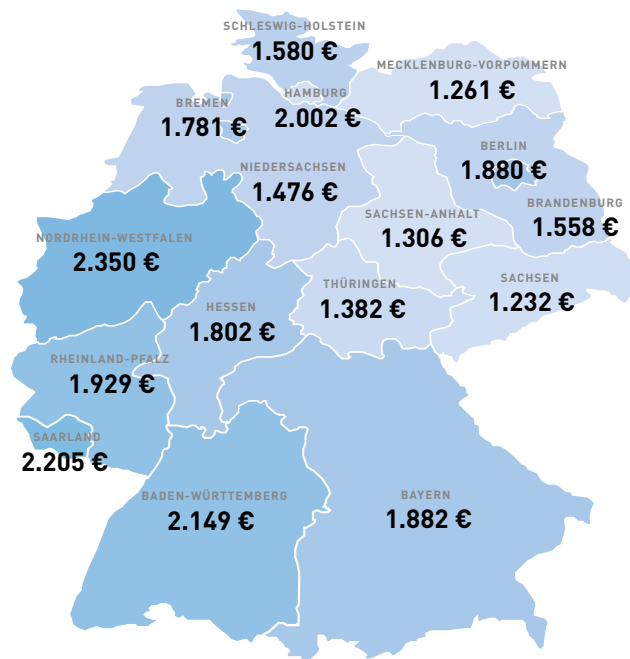 SCHLESWIG-HOLSTEIN
1.580 €
MECKLENBURG-VORPOMMERN
1.261 €
HAMBURG
2.002 €
BREMEN
1.781 €
BERLIN
1.880 €
NIEDERSACHSEN
1.476 €
BRANDENBURG
1.558 €
SACHSEN-ANHALT
1.306 €
NORDRHEIN-WESTFALEN
2.350 €
SACHSEN
1.232 €
THÜRINGEN
1.382 €
HESSEN
1.802 €
RHEINLAND-PFALZ
1.929 €
SAARLAND
2.205 €
BADEN-WÜRTTEMBERG
2.149 €
BAYERN
1.882 €